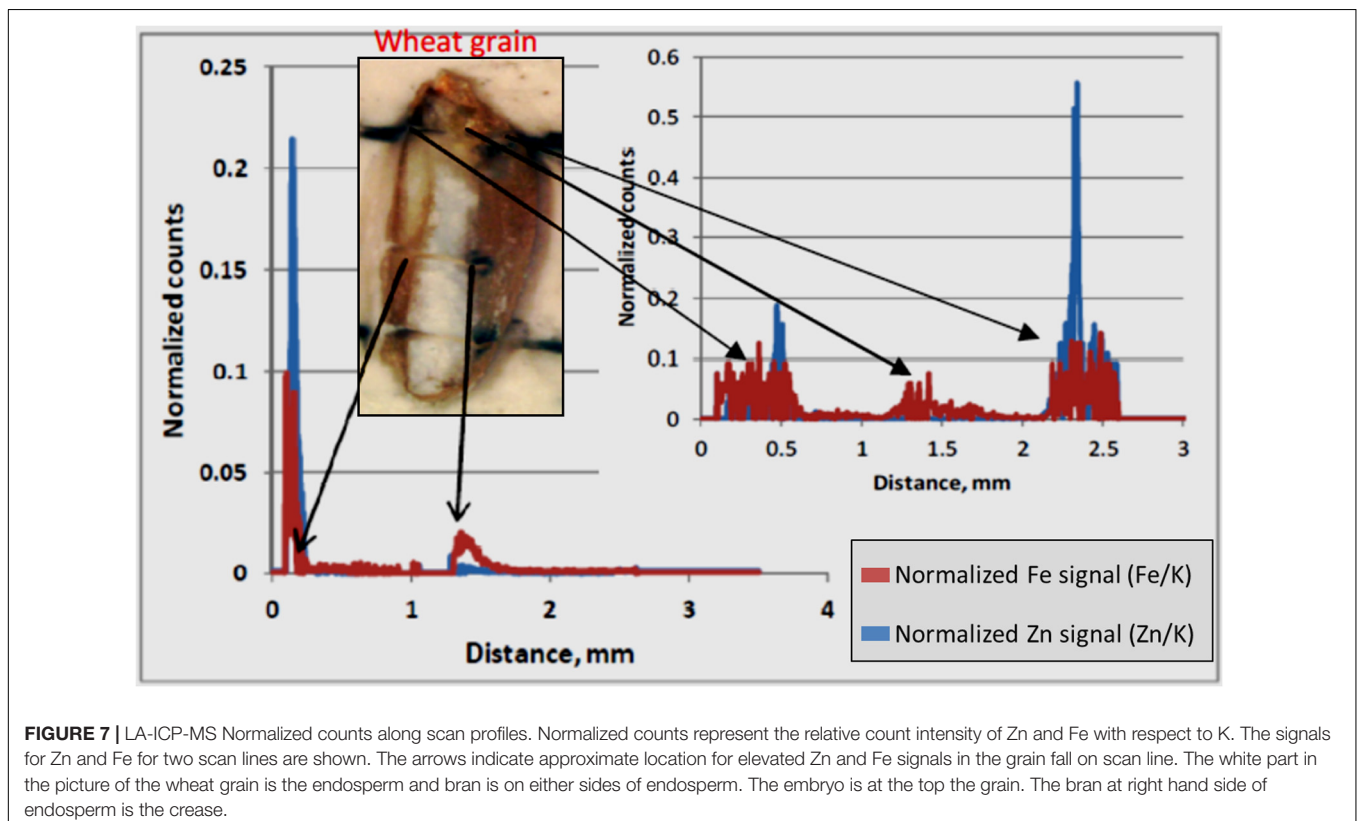 Wheat grain
0.25
0.2
0.15
0.1
0.05
0
Normalized counts
0 1 2 3 4
Distance, mm
0.6
0.5
0.4
0.3
0.2
0.1
0
Normalized counts
0 0.5 1 1.5 2 2.5 3
Distance, mm
Normalized Fe signal (Fe/K)
Normalized Zn signal (Zn/K)
FIGURE 7 | LA-ICP-MS Normalized counts along scan profiles. Normalized counts represent the relative count intensity of Zn and Fe with respect to K. The signals
for Zn and Fe for two scan lines are shown. The arrows indicate approximate location for elevated Zn and Fe signals in the grain fall on scan line. The white part in
the picture of the wheat grain is the endosperm and bran is on either sides of endosperm. The embryo is at the top the grain. The bran at right hand side of
endosperm is the crease.